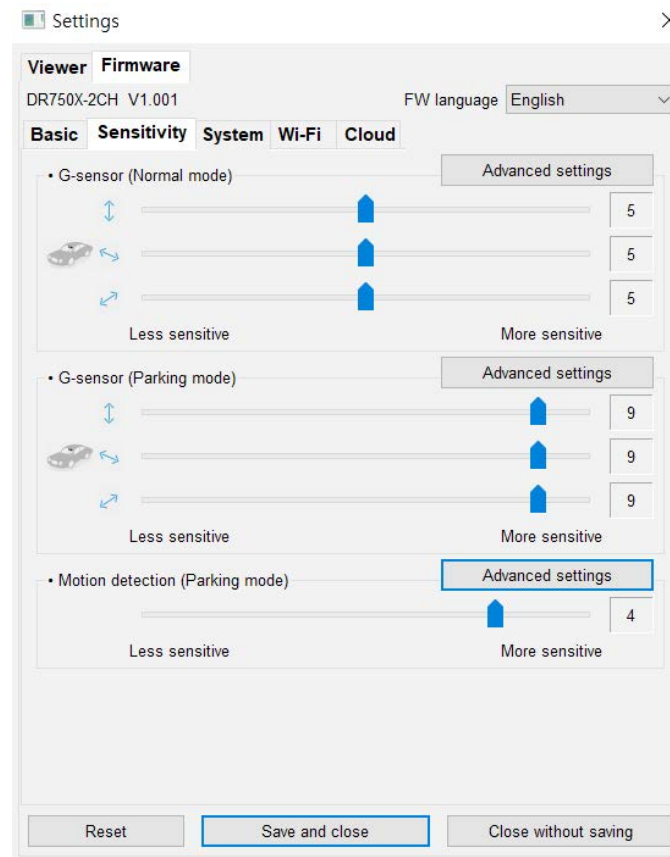 Settings
Viewer Firmware
DR750X-2CH V1.001 FW language English
Basic Sensitivity System Wi-Fi Cloud
• G-sensor (Normal mode) Advanced settings
5
5
5
Less sensitive More sensitive
• G-sensor (Parking mode) Advanced settings
9
9
9
Less sensitive More sensitive
• Motion detection (Parking mode) Advanced settings
4
Less sensitive More sensitive
Reset Save and close Close without saving